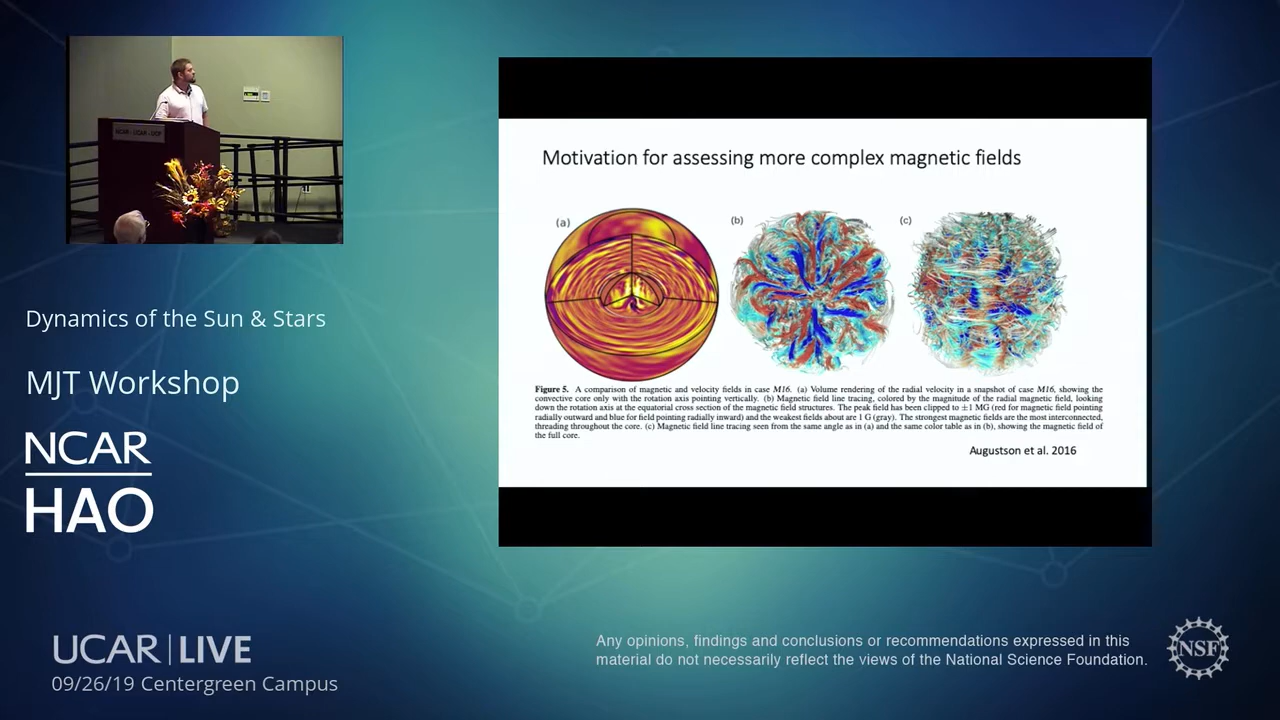 UCAR - UCAR - UCP
Dynamics of the Sun & Stars
MJT Workshop
NCAR
HAO
UCAR | LIVE
09/26/19 Centergreen Campus
Motivation for assessing more complex magnetic fields
(a)
(b)
(c)
Figure 5. A comparison of magnetic and velocity fields in case M16. (a) Volume rendering of the radial velocity in a snapshot of case M16, showing the
convective core only with the rotation axis pointing vertically. (b) Magnetic field line tracing, colored by the magnitude of the radial magnetic field, looking
down the rotation axis at the equatorial cross section of the magnetic field structures. The peak field has been clipped to ±1 MG (red for magnetic field pointing
radially outward and blue for field pointing radially inward) and the weakest fields about are 1 G (gray). The strongest magnetic fields are the most interconnected,
threading throughout the core. (c) Magnetic field line tracing seen from the same angle as in (a) and the same color table as in (b), showing the magnetic field of
the full core.
Augustson et al. 2016
Any opinions, findings and conclusions or recommendations expressed in this
material do not necessarily reflect the views of the National Science Foundation.
NSF